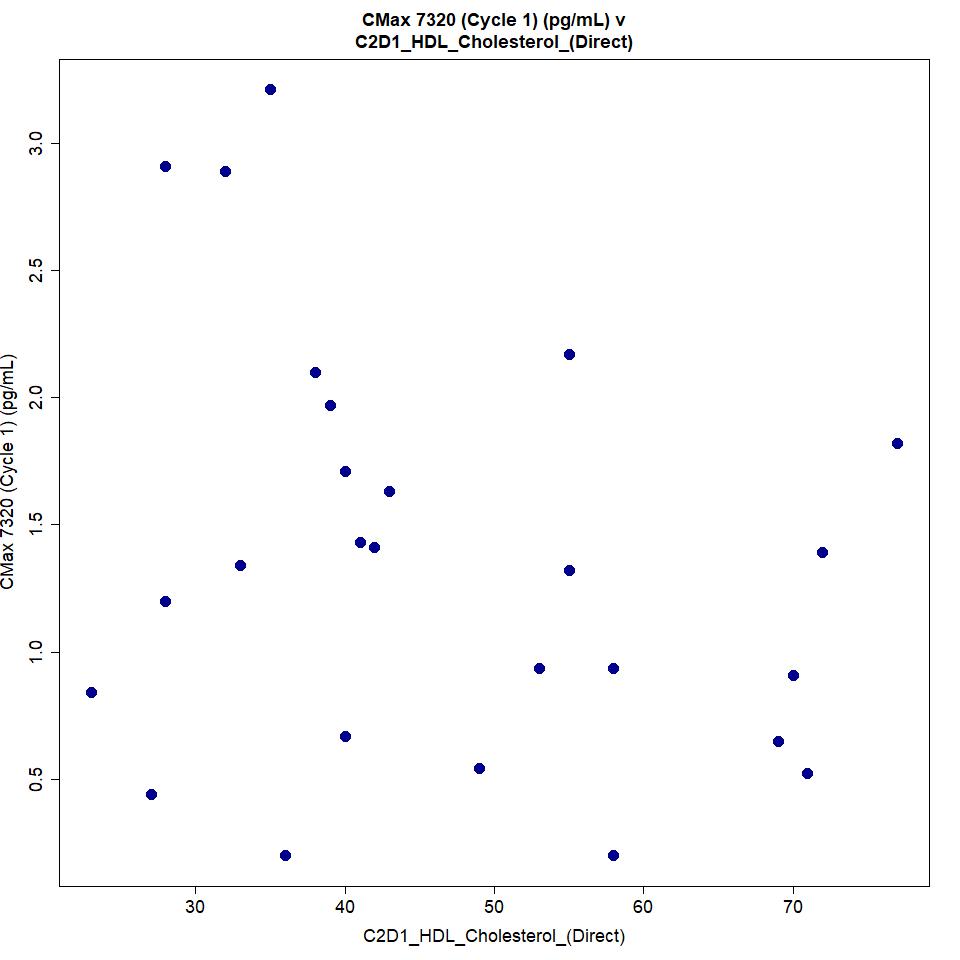 CMax 7320 (Cycle 1) (pg/mL) v
C2D1_HDL_Cholesterol_(Direct)
CMax 7320 (Cycle 1) (pg/mL)
3.0
2.5
2.0
1.5
1.0
0.5
30 40 50 60 70
C2D1_HDL_Cholesterol_(Direct)